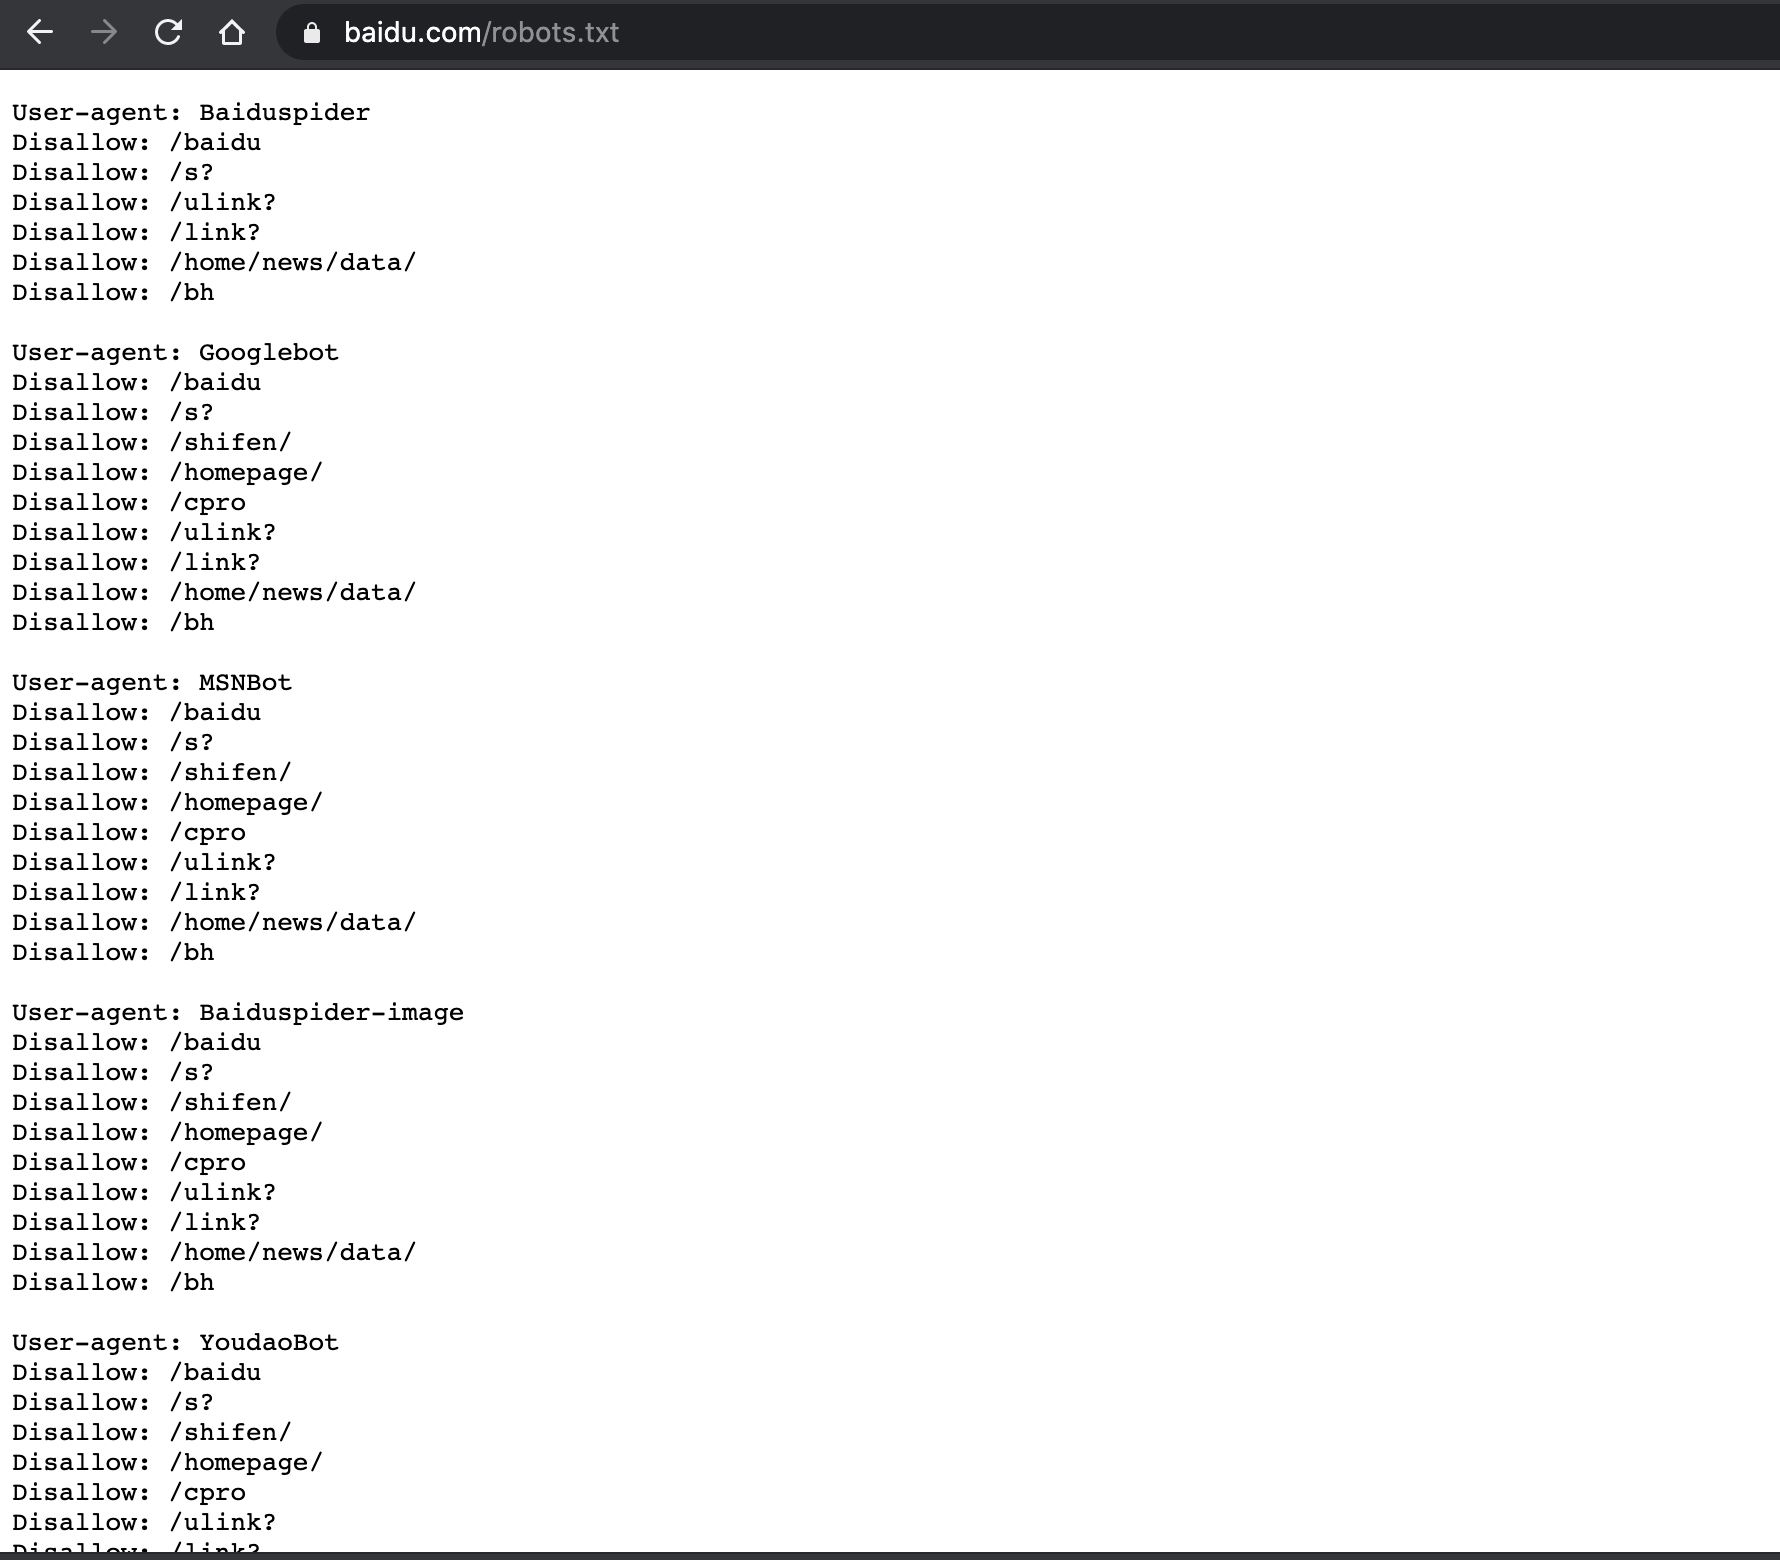 baidu.com/robots.txt
User-agent: Baiduspider
Disallow: /baidu
Disallow: /s?
Disallow: /ulink?
Disallow: /link?
Disallow: /home/news/data/
Disallow: /bh
User-agent: Googlebot
Disallow: /baidu
Disallow: /s?
Disallow: /shifen/
Disallow: /homepage/
Disallow: /cpro
Disallow: /ulink?
Disallow: /link?
Disallow: /home/news/data/
Disallow: /bh
User-agent: MSNBot
Disallow: /baidu
Disallow: /s?
Disallow: /shifen/
Disallow: /homepage/
Disallow: /cpro
Disallow: /ulink?
Disallow: /link?
Disallow: /home/news/data/
Disallow: /bh
User-agent: Baiduspider-image
Disallow: /baidu
Disallow: /s?
Disallow: /shifen/
Disallow: /homepage/
Disallow: /cpro
Disallow: /ulink?
Disallow: /link?
Disallow: /home/news/data/
Disallow: /bh
User-agent: YoudaoBot
Disallow: /baidu
Disallow: /s?
Disallow: /shifen/
Disallow: /homepage/
Disallow: /cpro
Disallow: /ulink?
Disallow: /link?